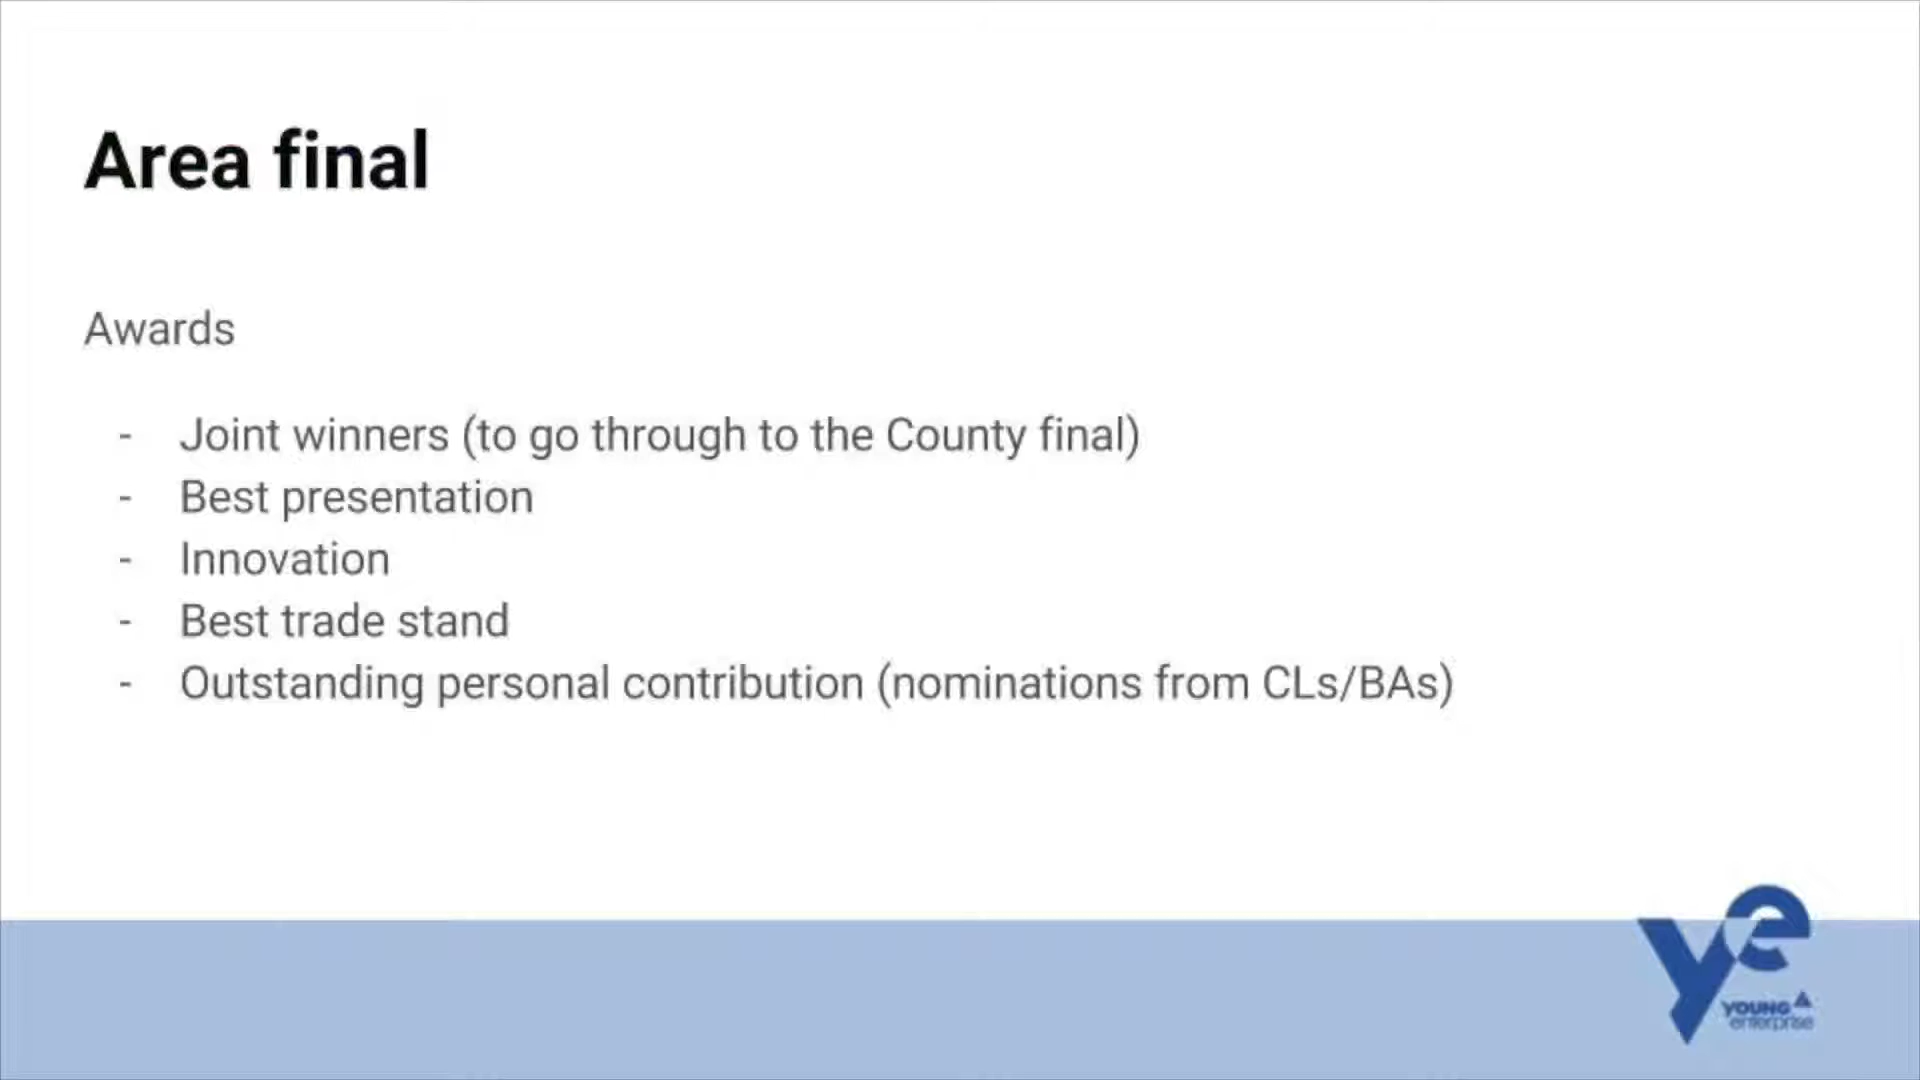 Area final
Awards
- Joint winners (to go through to the County final)
- Best presentation
- Innovation
- Best trade stand
- Outstanding personal contribution (nominations from CLs/BAs)
ye
YOUNG
enterprise